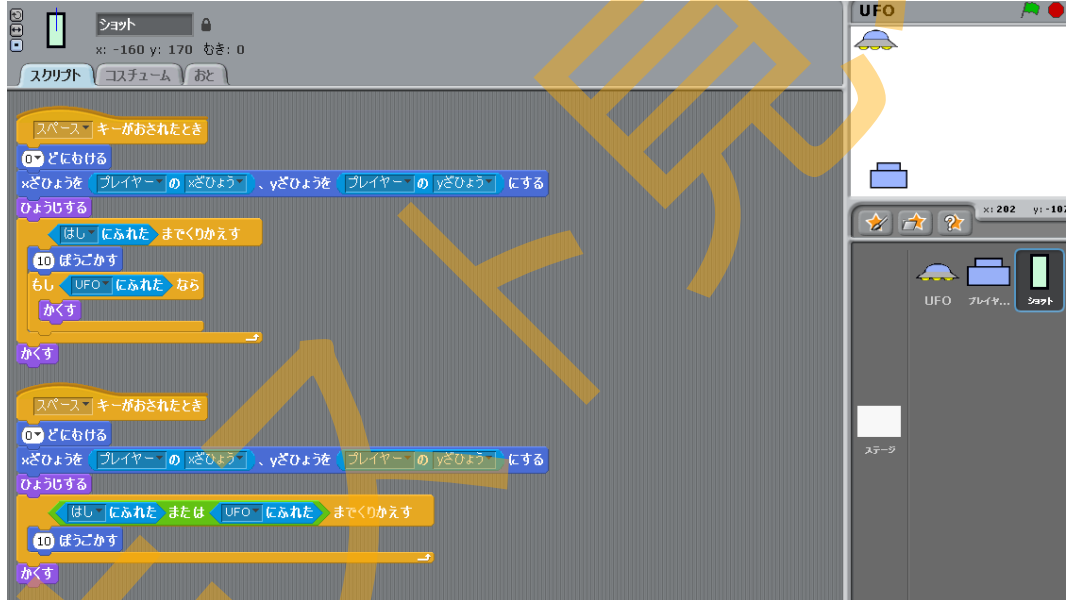 ショット
x: -160 y: 170 むき: 0
スクリプト コスチューム おと
スペース キーがおされたとき
0 どにむける
xざひょうを プレイヤー の xざひょう 、yざひょうを プレイヤー の yざひょう にする
ひょうじする
はし にふれた までくりかえす
10 ほうごかす
もし UFO にふれた なら
かくす
かくす
スペース キーがおされたとき
0 どにむける
xざひょうを プレイヤー の xざひょう 、yざひょうを プレイヤー の yざひょう にする
ひょうじする
はし にふれた または UFO にふれた までくりかえす
10 ほうごかす
かくす
UFO
x: 202 y: -107
UFO プレイヤ... ショット
ステージ